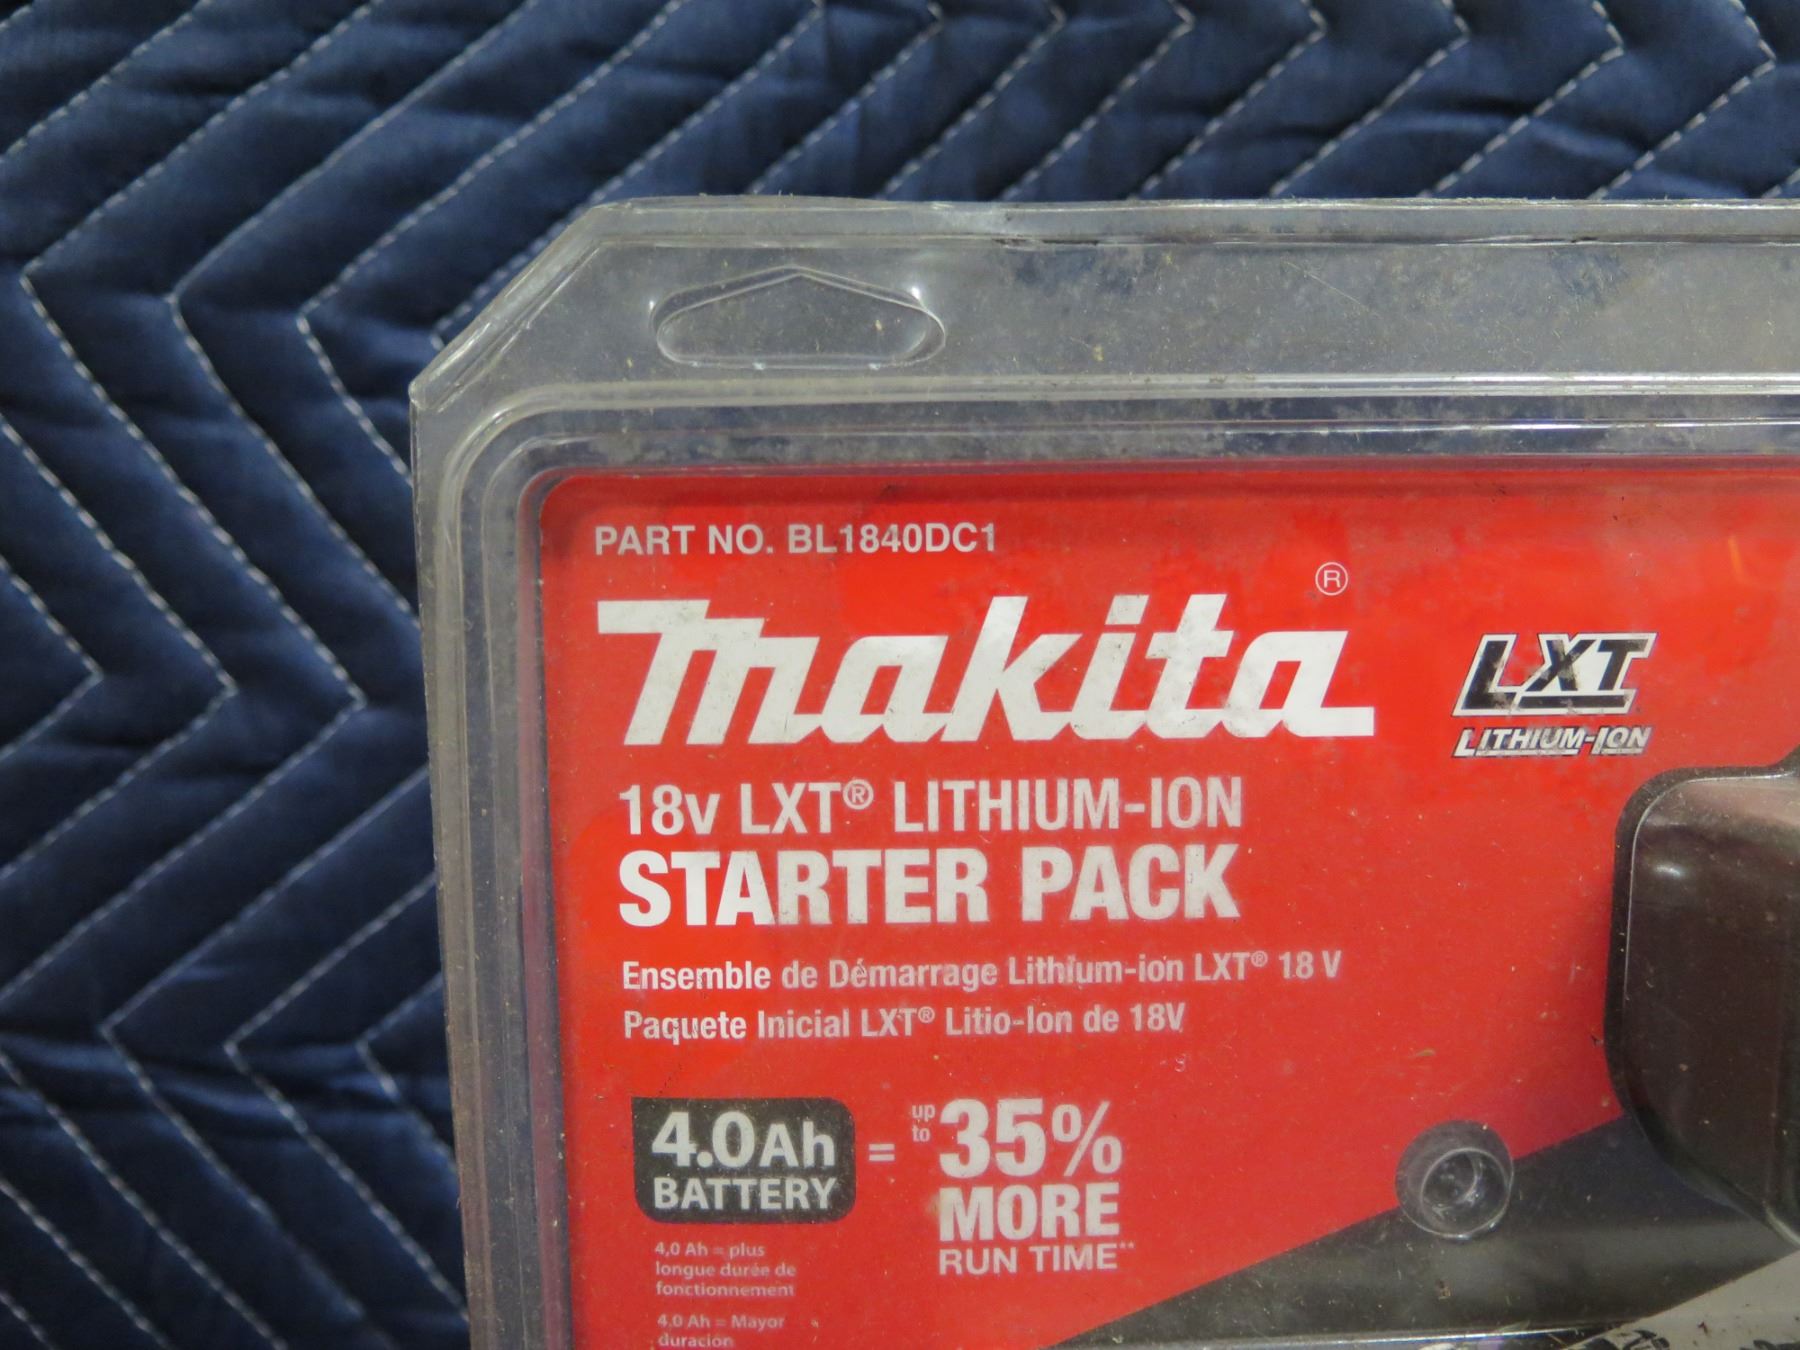 PART NO. BL1840DC1
makita®
LXT
LITHIUM-ION
18V LXT® LITHIUM-ION
STARTER PACK
Ensemble de Démarrage Lithium-ion LXT® 18 V
Paquete Inicial LXT® Litio-Ion de 18V
4.0Ah
BATTERY
=
up to 35%
MORE
RUN TIME**
4,0 Ah = plus
longue durée de
fonctionnement
4.0 Ah = Mayor
duración